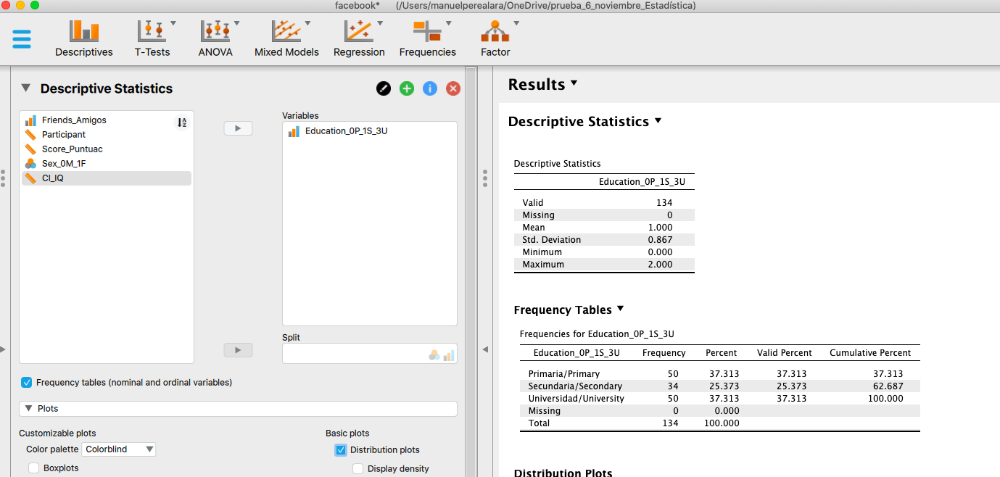 facebook* (/Users/manuelperealara/OneDrive/prueba_6_noviembre_Estadística)
Descriptives T-Tests ANOVA Mixed Models Regression Frequencies Factor
Descriptive Statistics
Friends_Amigos
Participant
Score_Puntuac
Sex_0M_1F
CI_IQ
Variables
Education_0P_1S_3U
Split
Frequency tables (nominal and ordinal variables)
Plots
Customizable plots
Color palette Colorblind
Boxplots
Basic plots
Distribution plots
Display density
Results
Descriptive Statistics
Descriptive Statistics
Education_0P_1S_3U
Valid 134
Missing 0
Mean 1.000
Std. Deviation 0.867
Minimum 0.000
Maximum 2.000
Frequency Tables
Frequencies for Education_0P_1S_3U
Education_0P_1S_3U Frequency Percent Valid Percent Cumulative Percent
Primaria/Primary 50 37.313 37.313 37.313
Secundaria/Secondary 34 25.373 25.373 62.687
Universidad/University 50 37.313 37.313 100.000
Missing 0 0.000
Total 134 100.000
Distribution Plots